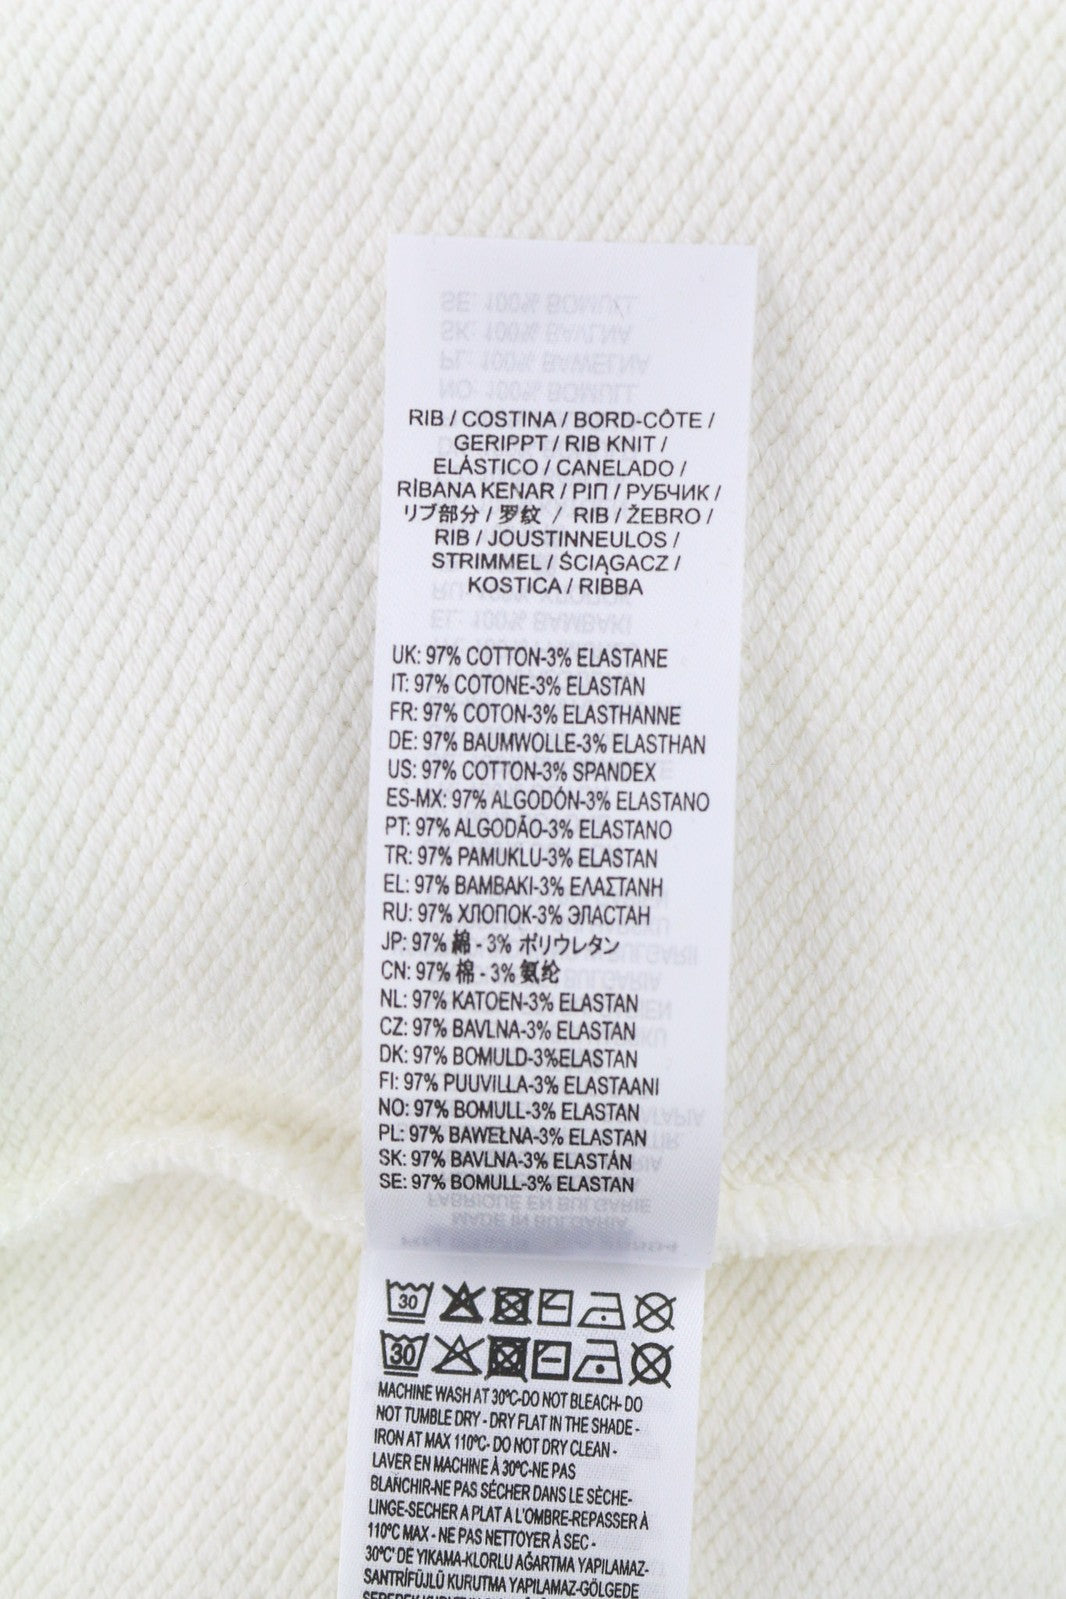 RIB / COSTINA / BORD-CÔTE /
GERIPPT / RIB KNIT /
ELÁSTICO / CANELADO /
RİBANA KENAR / ΡΙΠ / РУБЧИК /
リブ部分 / 罗纹 / RIB / ŽEBRO /
RIB / JOUSTINNEULOS /
STRIMMEL / ŚCIĄGACZ /
KOSTICA / RIBBA
UK: 97% COTTON-3% ELASTANE
IT: 97% COTONE-3% ELASTAN
FR: 97% COTON-3% ELASTHANNE
DE: 97% BAUMWOLLE-3% ELASTHAN
US: 97% COTTON-3% SPANDEX
ES-MX: 97% ALGODÓN-3% ELASTANO
PT: 97% ALGODÃO-3% ELASTANO
TR: 97% PAMUKLU-3% ELASTAN
EL: 97% ΒΑΜΒΑΚΙ-3% ΕΛΑΣΤΑΝΗ
RU: 97% ХЛОПОК-3% ЭЛАСТАН
JP: 97% 綿 - 3% ポリウレタン
CN: 97% 棉 - 3% 氨纶
NL: 97% KATOEN-3% ELASTAN
CZ: 97% BAVLNA-3% ELASTAN
DK: 97% BOMULD-3%ELASTAN
FI: 97% PUUVILLA-3% ELASTAANI
NO: 97% BOMULL-3% ELASTAN
PL: 97% BAWEŁNA-3% ELASTAN
SK: 97% BAVLNA-3% ELASTÁN
SE: 97% BOMULL-3% ELASTAN
30
30
MACHINE WASH AT 30ºC-DO NOT BLEACH- DO
NOT TUMBLE DRY - DRY FLAT IN THE SHADE -
IRON AT MAX 110ºC- DO NOT DRY CLEAN -
LAVER EN MACHINE À 30ºC-NE PAS
BLANCHIR-NE PAS SÉCHER DANS LE SÈCHE-
LINGE-SECHER A PLAT A L'OMBRE-REPASSER À
110ºC MAX - NE PAS NETTOYER À SEC -
30ºC' DE YIKAMA-KLORLU AĞARTMA YAPILAMAZ-
SANTRİFÜJLÜ KURUTMA YAPILAMAZ-GÖLGEDE